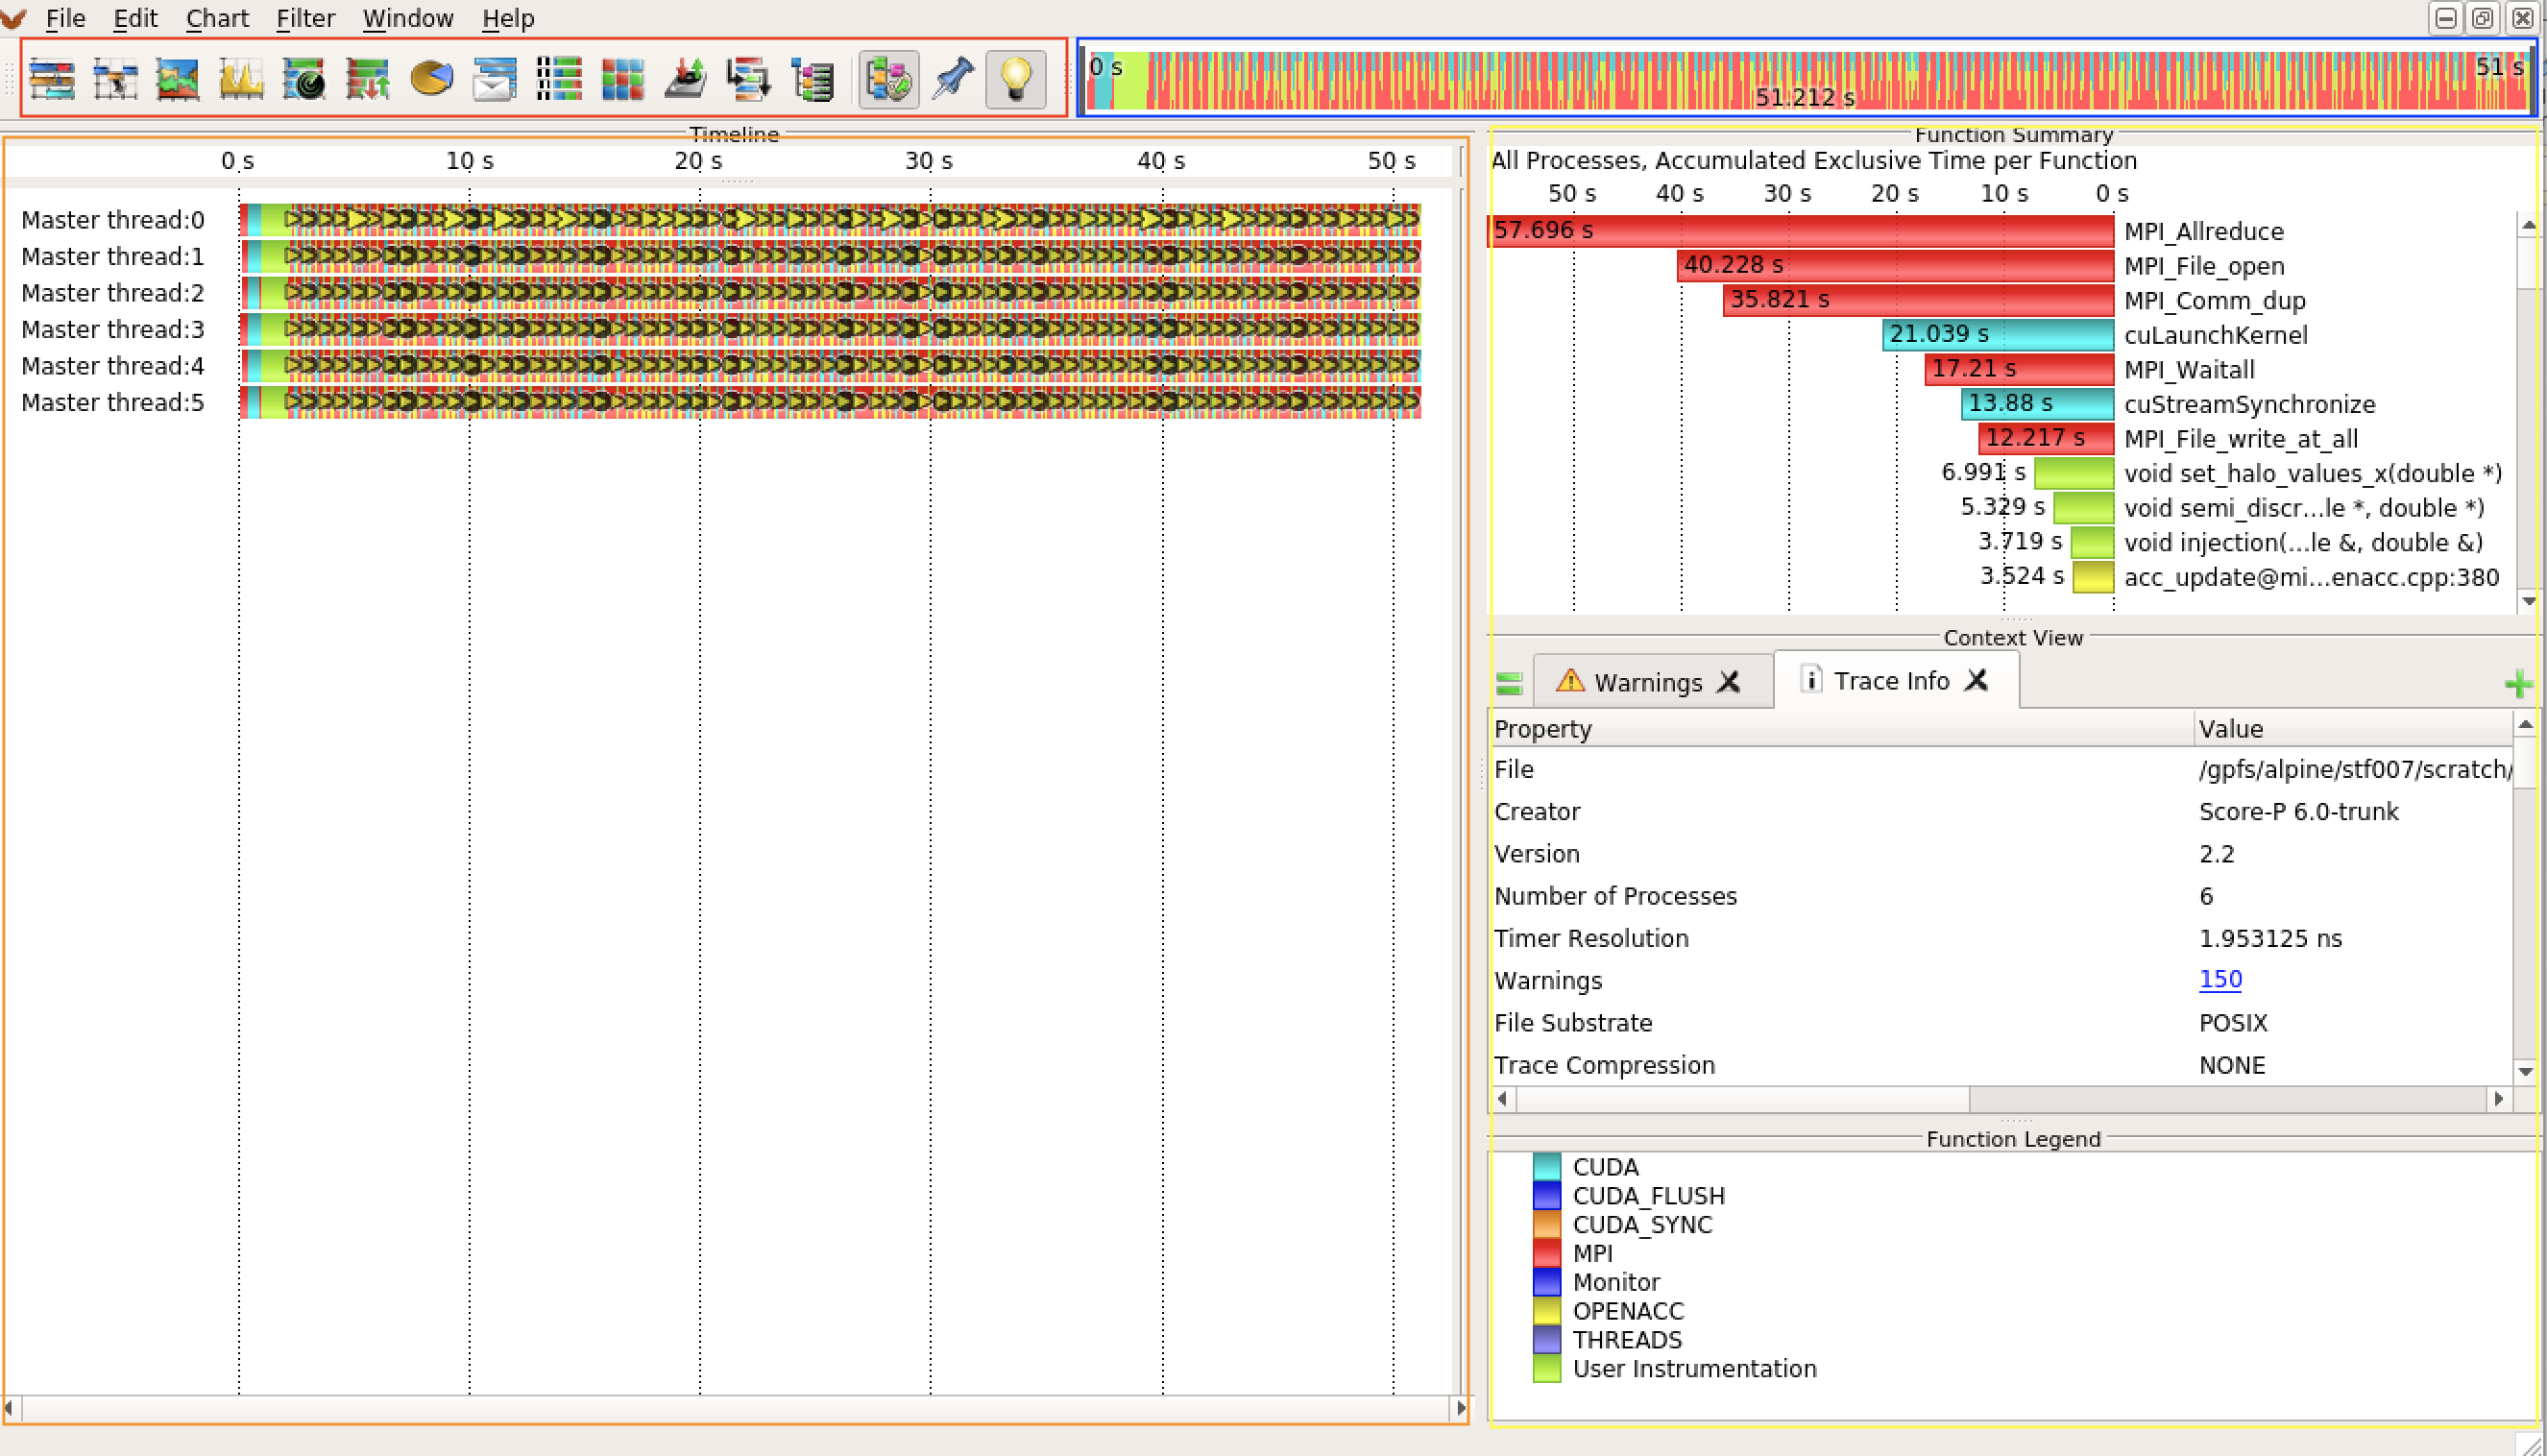 File Edit Chart Filter Window Help
0 s 51 s
51.212 s
Timeline
0 s 10 s 20 s 30 s 40 s 50 s
Master thread:0
Master thread:1
Master thread:2
Master thread:3
Master thread:4
Master thread:5
Function Summary
All Processes, Accumulated Exclusive Time per Function
50 s 40 s 30 s 20 s 10 s 0 s
57.696 s MPI_Allreduce
40.228 s MPI_File_open
35.821 s MPI_Comm_dup
21.039 s cuLaunchKernel
17.21 s MPI_Waitall
13.88 s cuStreamSynchronize
12.217 s MPI_File_write_at_all
6.991 s void set_halo_values_x(double *)
5.329 s void semi_discr...le *, double *)
3.719 s void injection(...le &, double &)
3.524 s acc_update@mi...enacc.cpp:380
Context View
Warnings Trace Info
Property Value
File /gpfs/alpine/stf007/scratch/
Creator Score-P 6.0-trunk
Version 2.2
Number of Processes 6
Timer Resolution 1.953125 ns
Warnings 150
File Substrate POSIX
Trace Compression NONE
Function Legend
CUDA
CUDA_FLUSH
CUDA_SYNC
MPI
Monitor
OPENACC
THREADS
User Instrumentation